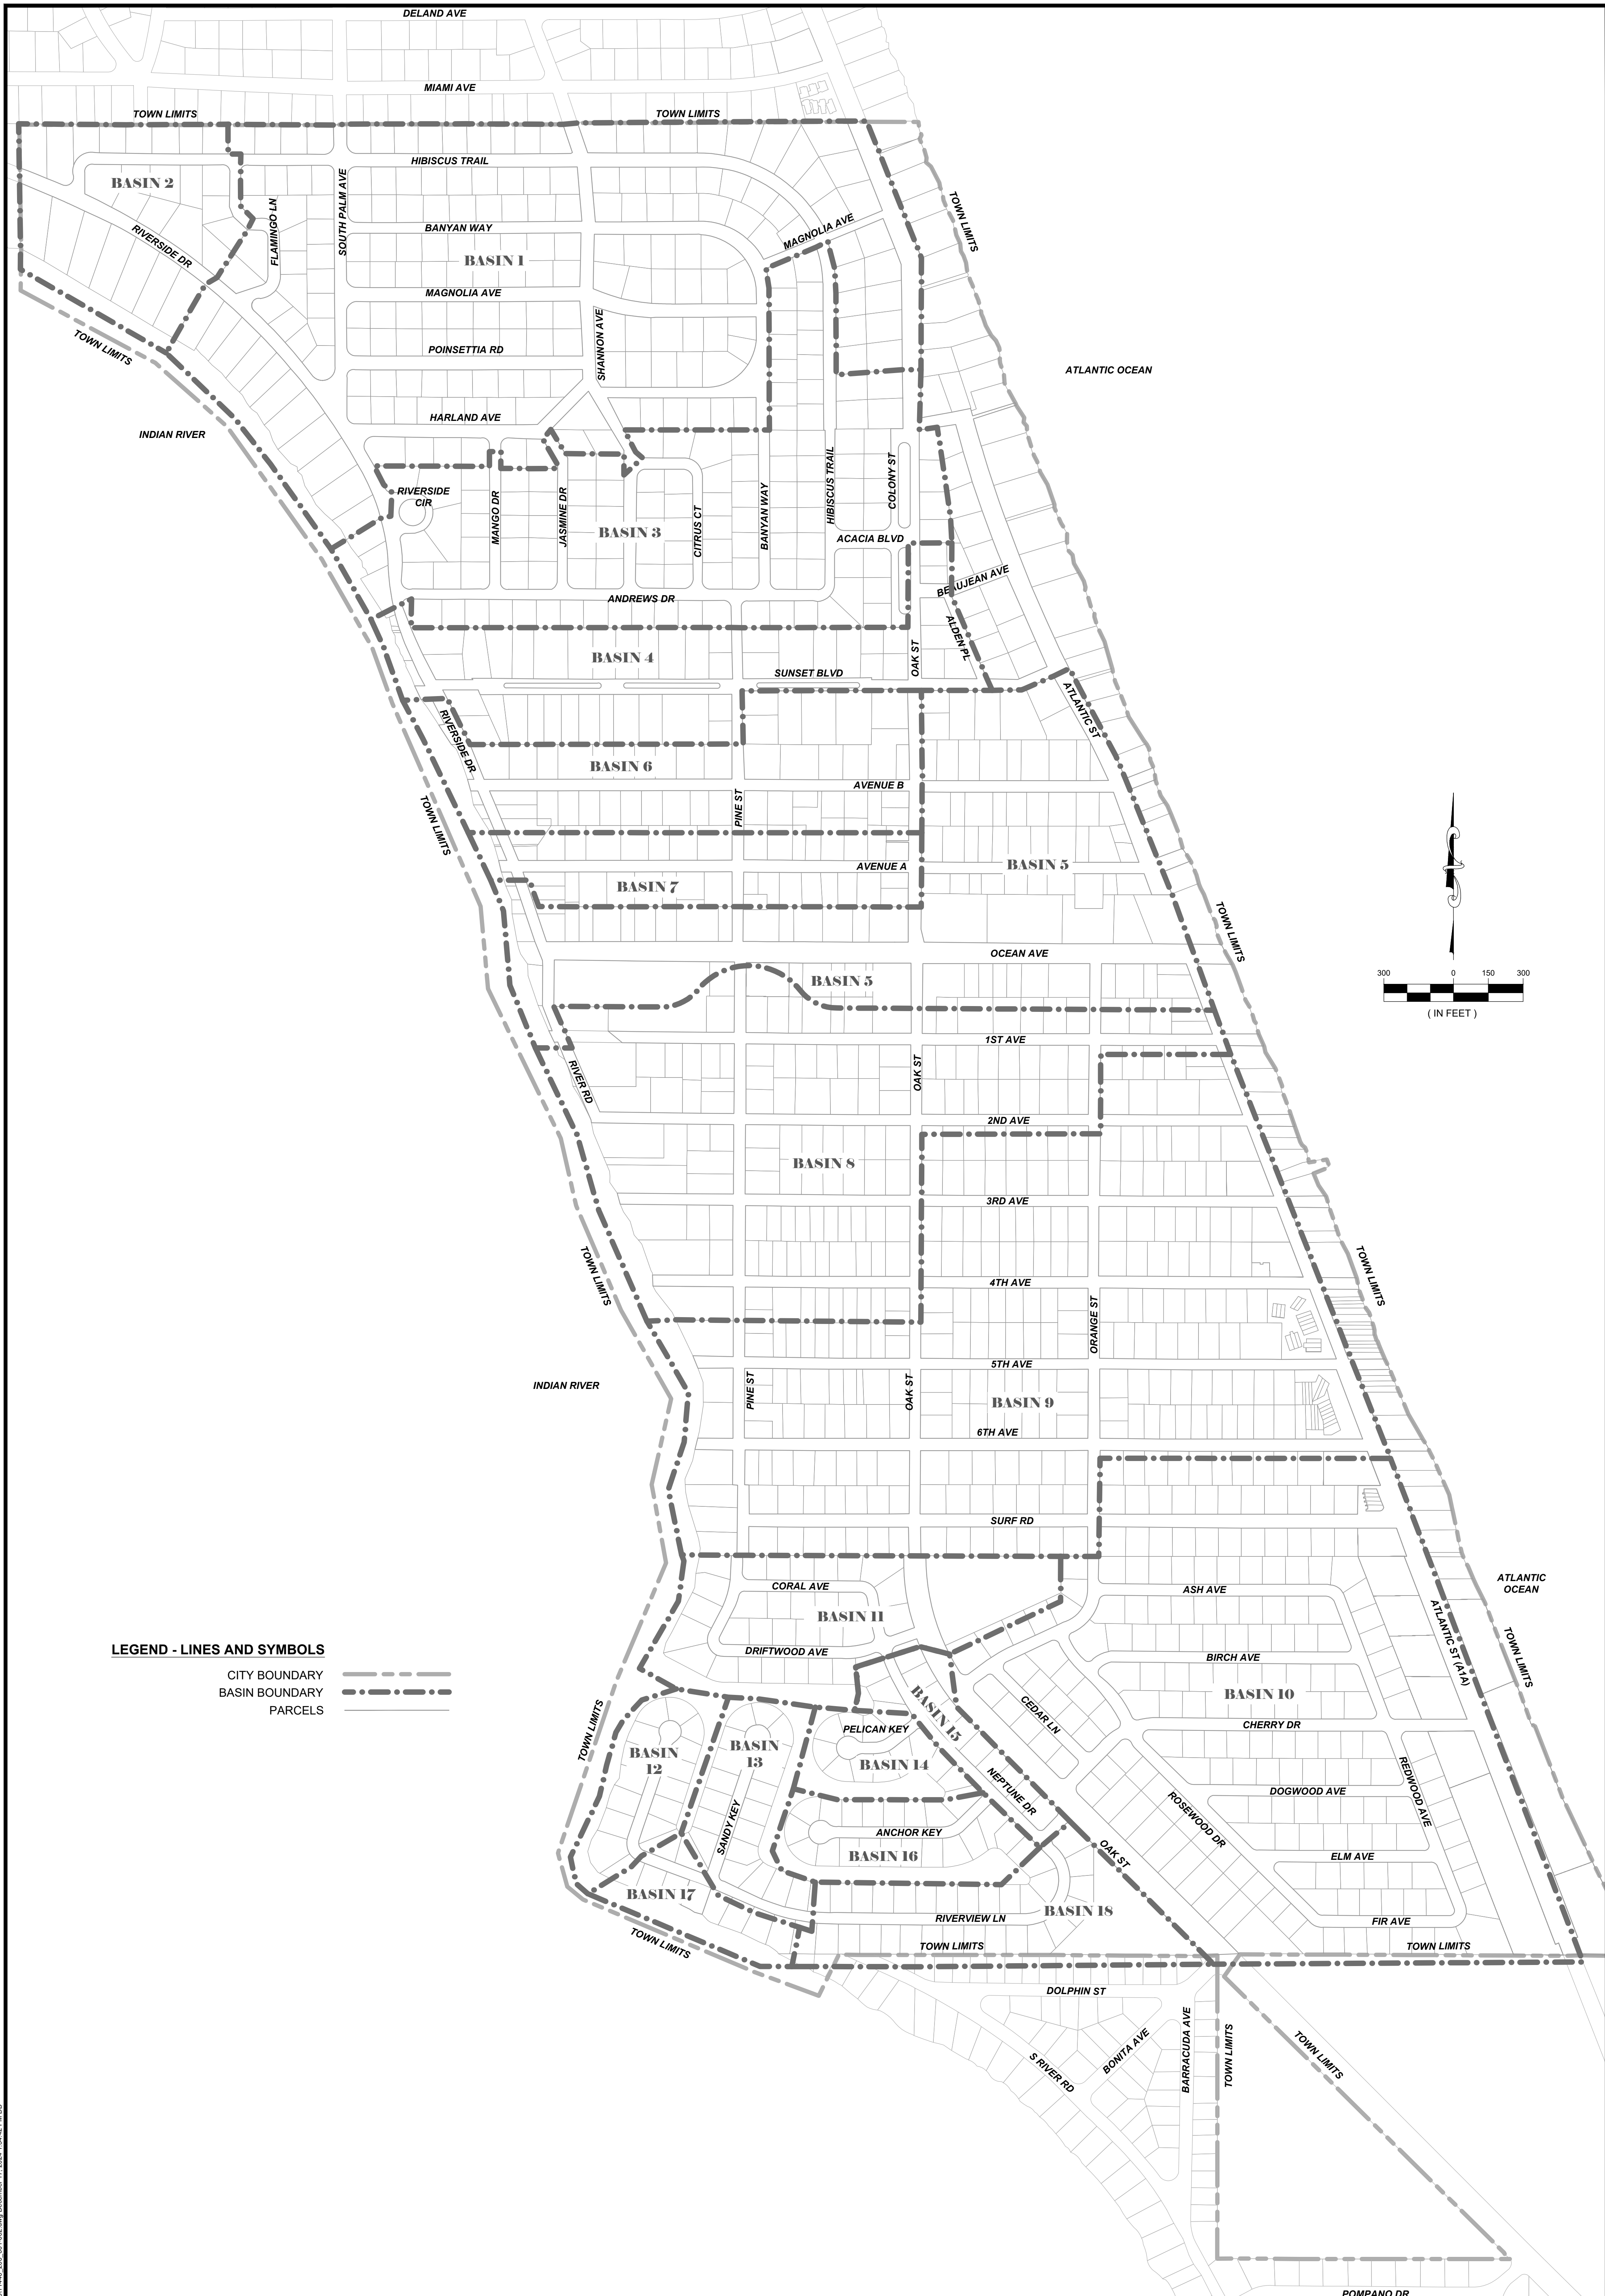 DELAND AVE
MIAMI AVE
TOWN LIMITS
TOWN LIMITS
HIBISCUS TRAIL
BASIN 2
SOUTH PALM AVE
FLAMINGO LN
RIVERSIDE DR
BANYAN WAY
MAGNOLIA AVE
TOWN LIMITS
BASIN 1
MAGNOLIA AVE
TOWN LIMITS
POINSETTIA RD
SHANNON AVE
ATLANTIC OCEAN
HARLAND AVE
INDIAN RIVER
RIVERSIDE
CIR
MANGO DR
JASMINE DR
BASIN 3
CITRUS CT
BANYAN WAY
HIBISCUS TRAIL
COLONY ST
ACACIA BLVD
BEAUJEAN AVE
ANDREWS DR
ALDEN PL
BASIN 4
OAK ST
SUNSET BLVD
ATLANTIC ST
RIVERSIDE DR
BASIN 6
AVENUE B
PINE ST
TOWN LIMITS
AVENUE A
BASIN 5
BASIN 7
TOWN LIMITS
OCEAN AVE
BASIN 5
300 0 150 300
( IN FEET )
1ST AVE
OAK ST
RIVER RD
2ND AVE
BASIN 8
3RD AVE
TOWN LIMITS
TOWN LIMITS
4TH AVE
ORANGE ST
5TH AVE
INDIAN RIVER
PINE ST
OAK ST
BASIN 9
6TH AVE
SURF RD
ATLANTIC
OCEAN
CORAL AVE
ASH AVE
BASIN 11
ATLANTIC ST (A1A)
TOWN LIMITS
LEGEND - LINES AND SYMBOLS
CITY BOUNDARY
BASIN BOUNDARY
PARCELS
DRIFTWOOD AVE
BIRCH AVE
BASIN 10
BASIN 15
CEDAR LN
CHERRY DR
TOWN LIMITS
BASIN
12
BASIN
13
PELICAN KEY
BASIN 14
NEPTUNE DR
REDWOOD AVE
DOGWOOD AVE
ROSEWOOD DR
SANDY KEY
ANCHOR KEY
BASIN 16
OAK ST
ELM AVE
BASIN 17
BASIN 18
RIVERVIEW LN
FIR AVE
TOWN LIMITS
TOWN LIMITS
TOWN LIMITS
DOLPHIN ST
BONITA AVE
BARRACUDA AVE
TOWN LIMITS
TOWN LIMITS
S RIVER RD
POMPANO DR